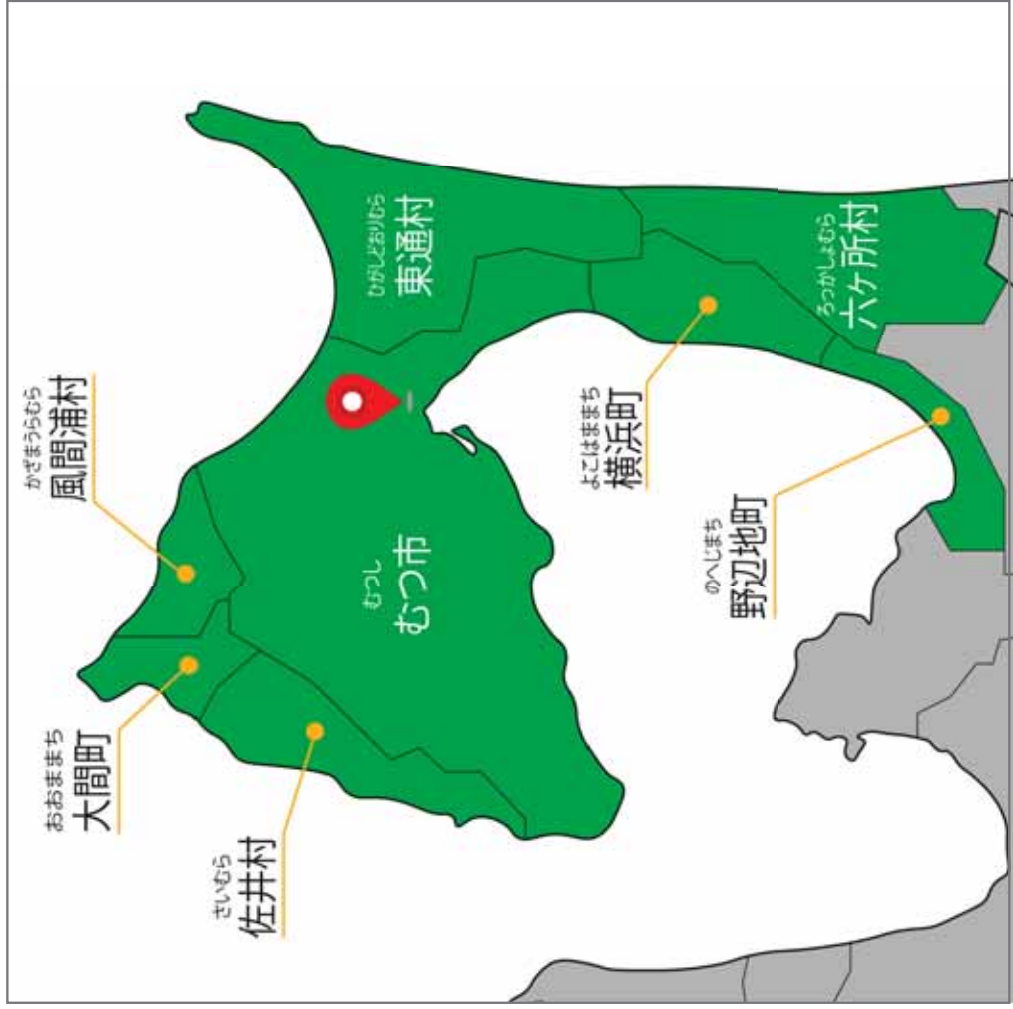 かざまうらむら
風間浦村
おおままち
大間町
さいむら
佐井村
むつし
むつ市
ひがしどおりむら
東通村
よこはままち
横浜町
のへじまち
野辺地町
ろっかしょむら
六ヶ所村